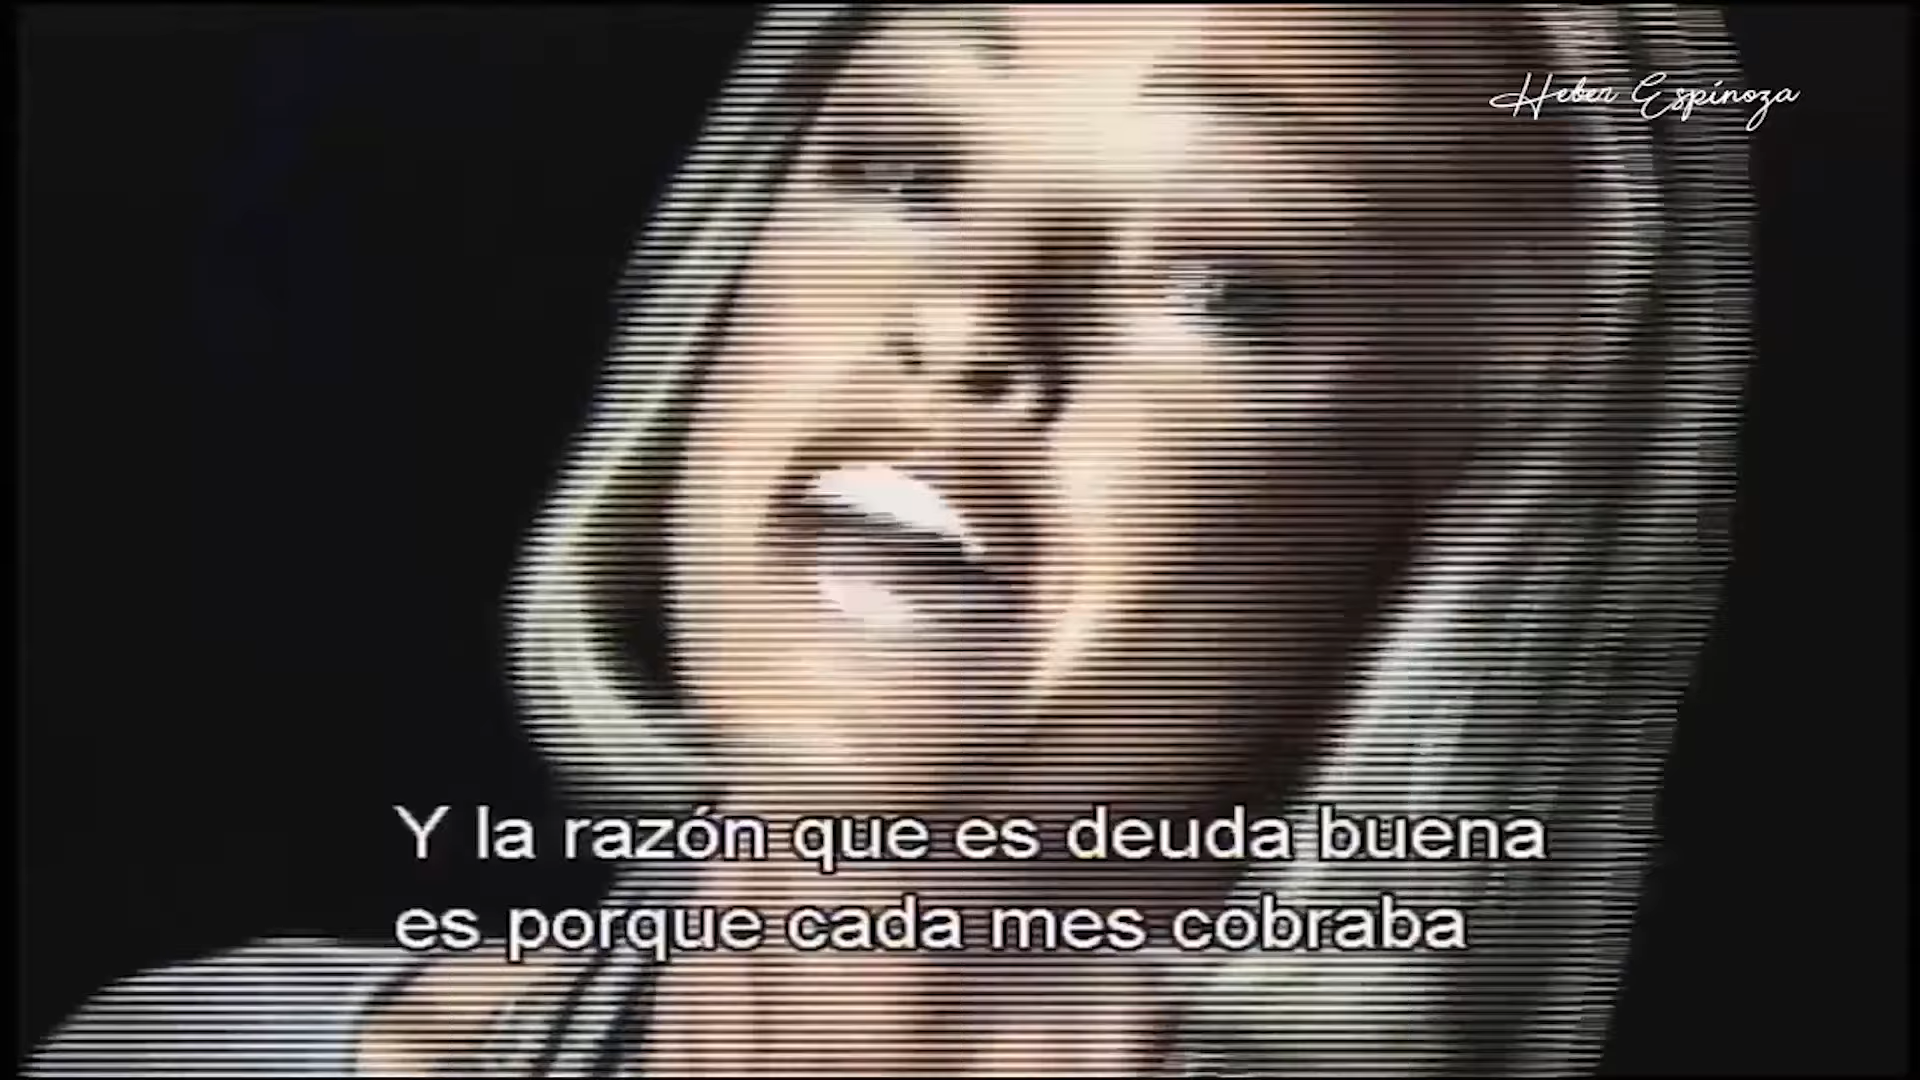 Heber Espinoza
Y la razón que es deuda buena
es porque cada mes cobraba